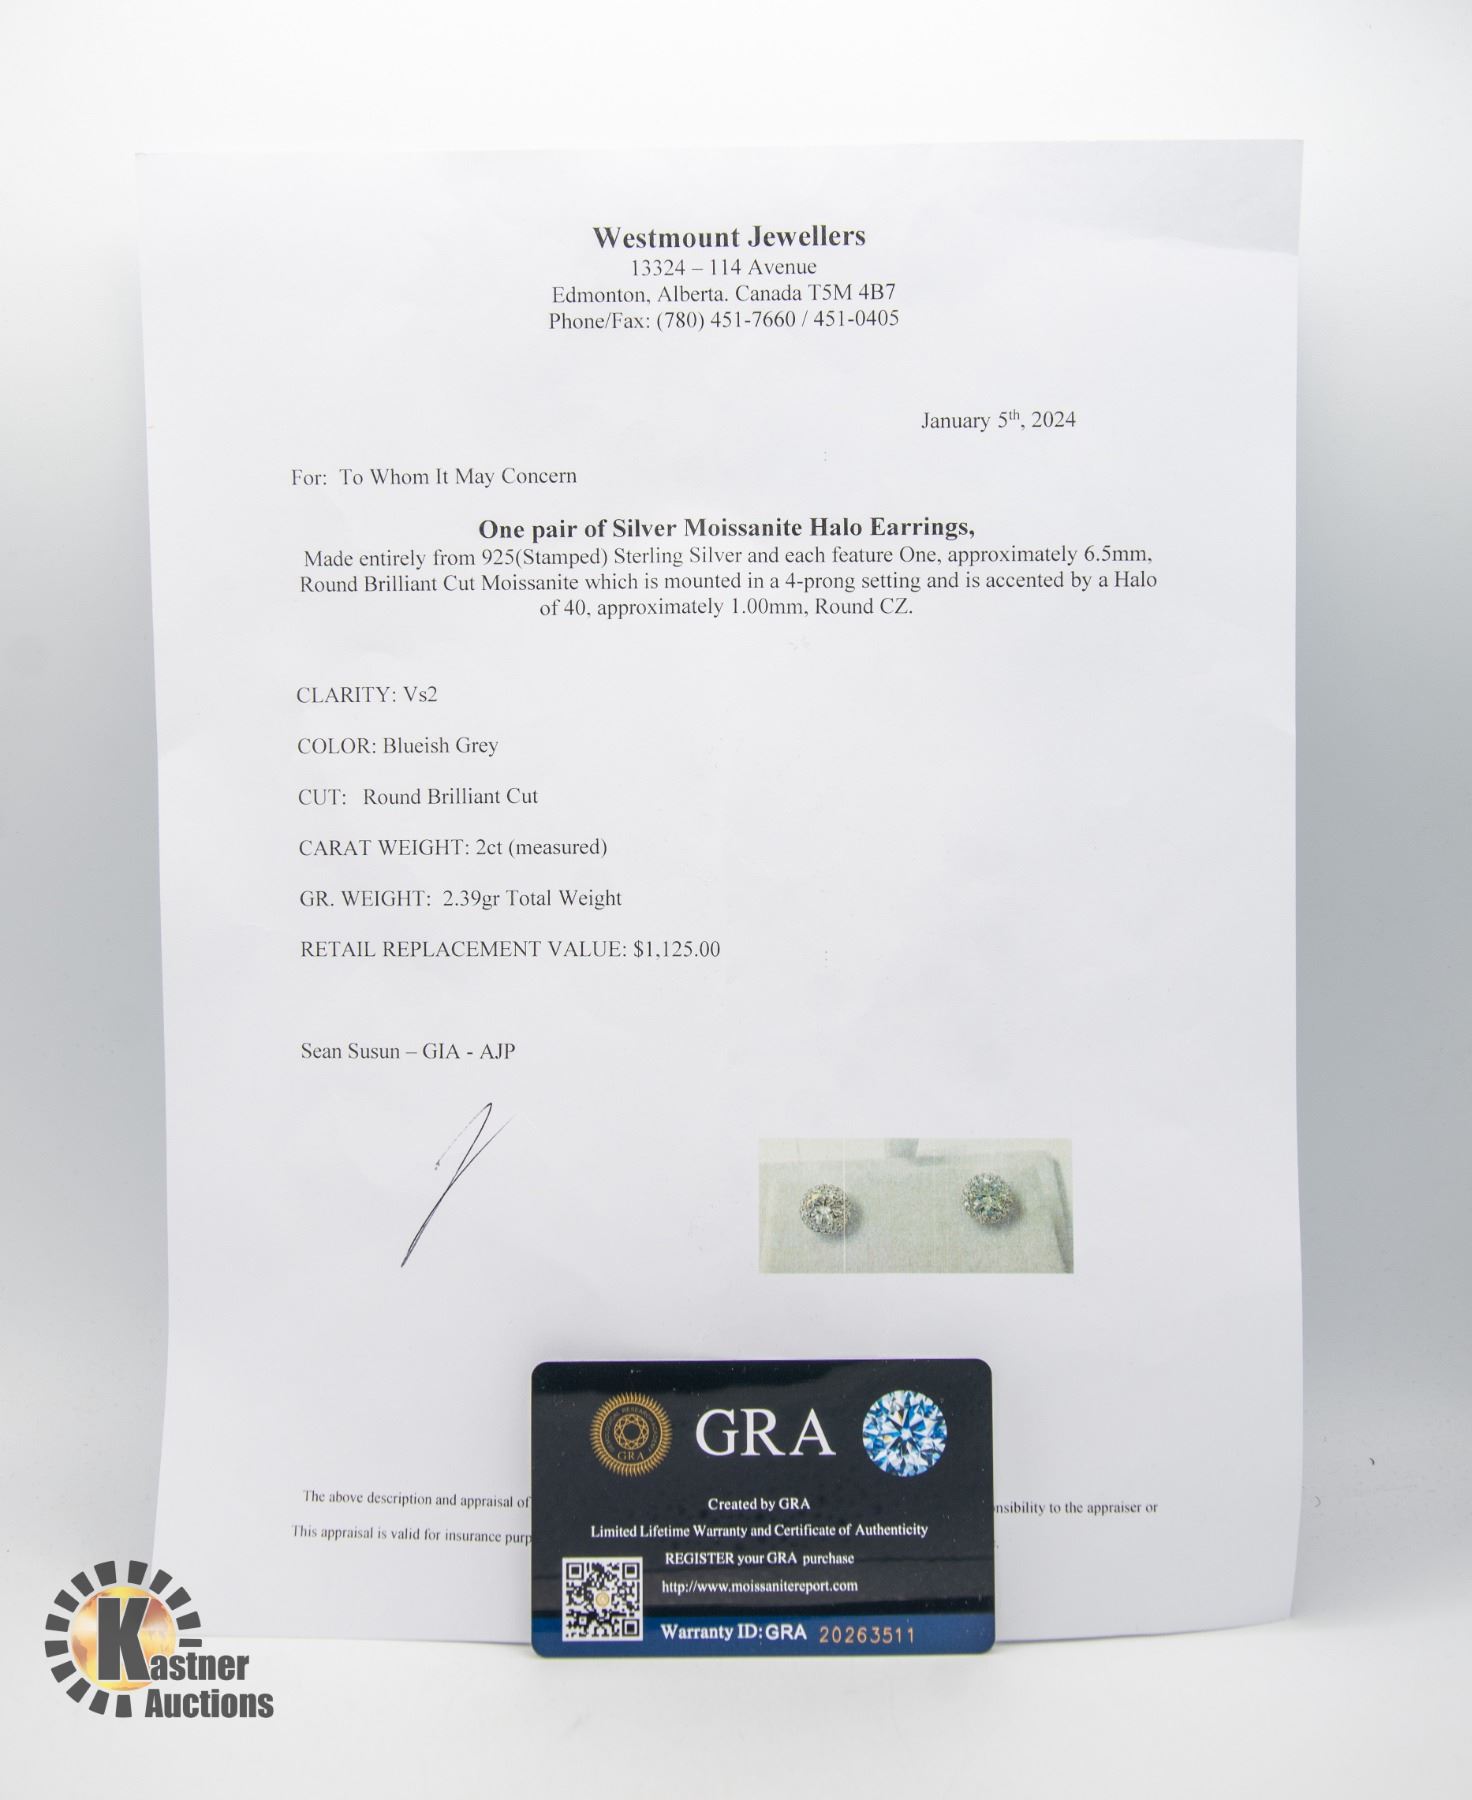 Westmount Jewellers
13324 – 114 Avenue
Edmonton, Alberta. Canada T5M 4B7
Phone/Fax: (780) 451-7660 / 451-0405
January 5th, 2024
For: To Whom It May Concern
One pair of Silver Moissanite Halo Earrings,
Made entirely from 925(Stamped) Sterling Silver and each feature One, approximately 6.5mm,
Round Brilliant Cut Moissanite which is mounted in a 4-prong setting and is accented by a Halo
of 40, approximately 1.00mm, Round CZ.
CLARITY: Vs2
COLOR: Blueish Grey
CUT: Round Brilliant Cut
CARAT WEIGHT: 2ct (measured)
GR. WEIGHT: 2.39gr Total Weight
RETAIL REPLACEMENT VALUE: $1,125.00
Sean Susun – GIA - AJP
The above description and appraisal of
nsibility to the appraiser or
This appraisal is valid for insurance purp
GEMOLOGICAL RESEARCH ACADEMY
GRA
GRA
Created by GRA
Limited Lifetime Warranty and Certificate of Authenticity
REGISTER your GRA purchase
http://www.moissanitereport.com
Warranty ID: GRA 20263511
Kastner
Auctions